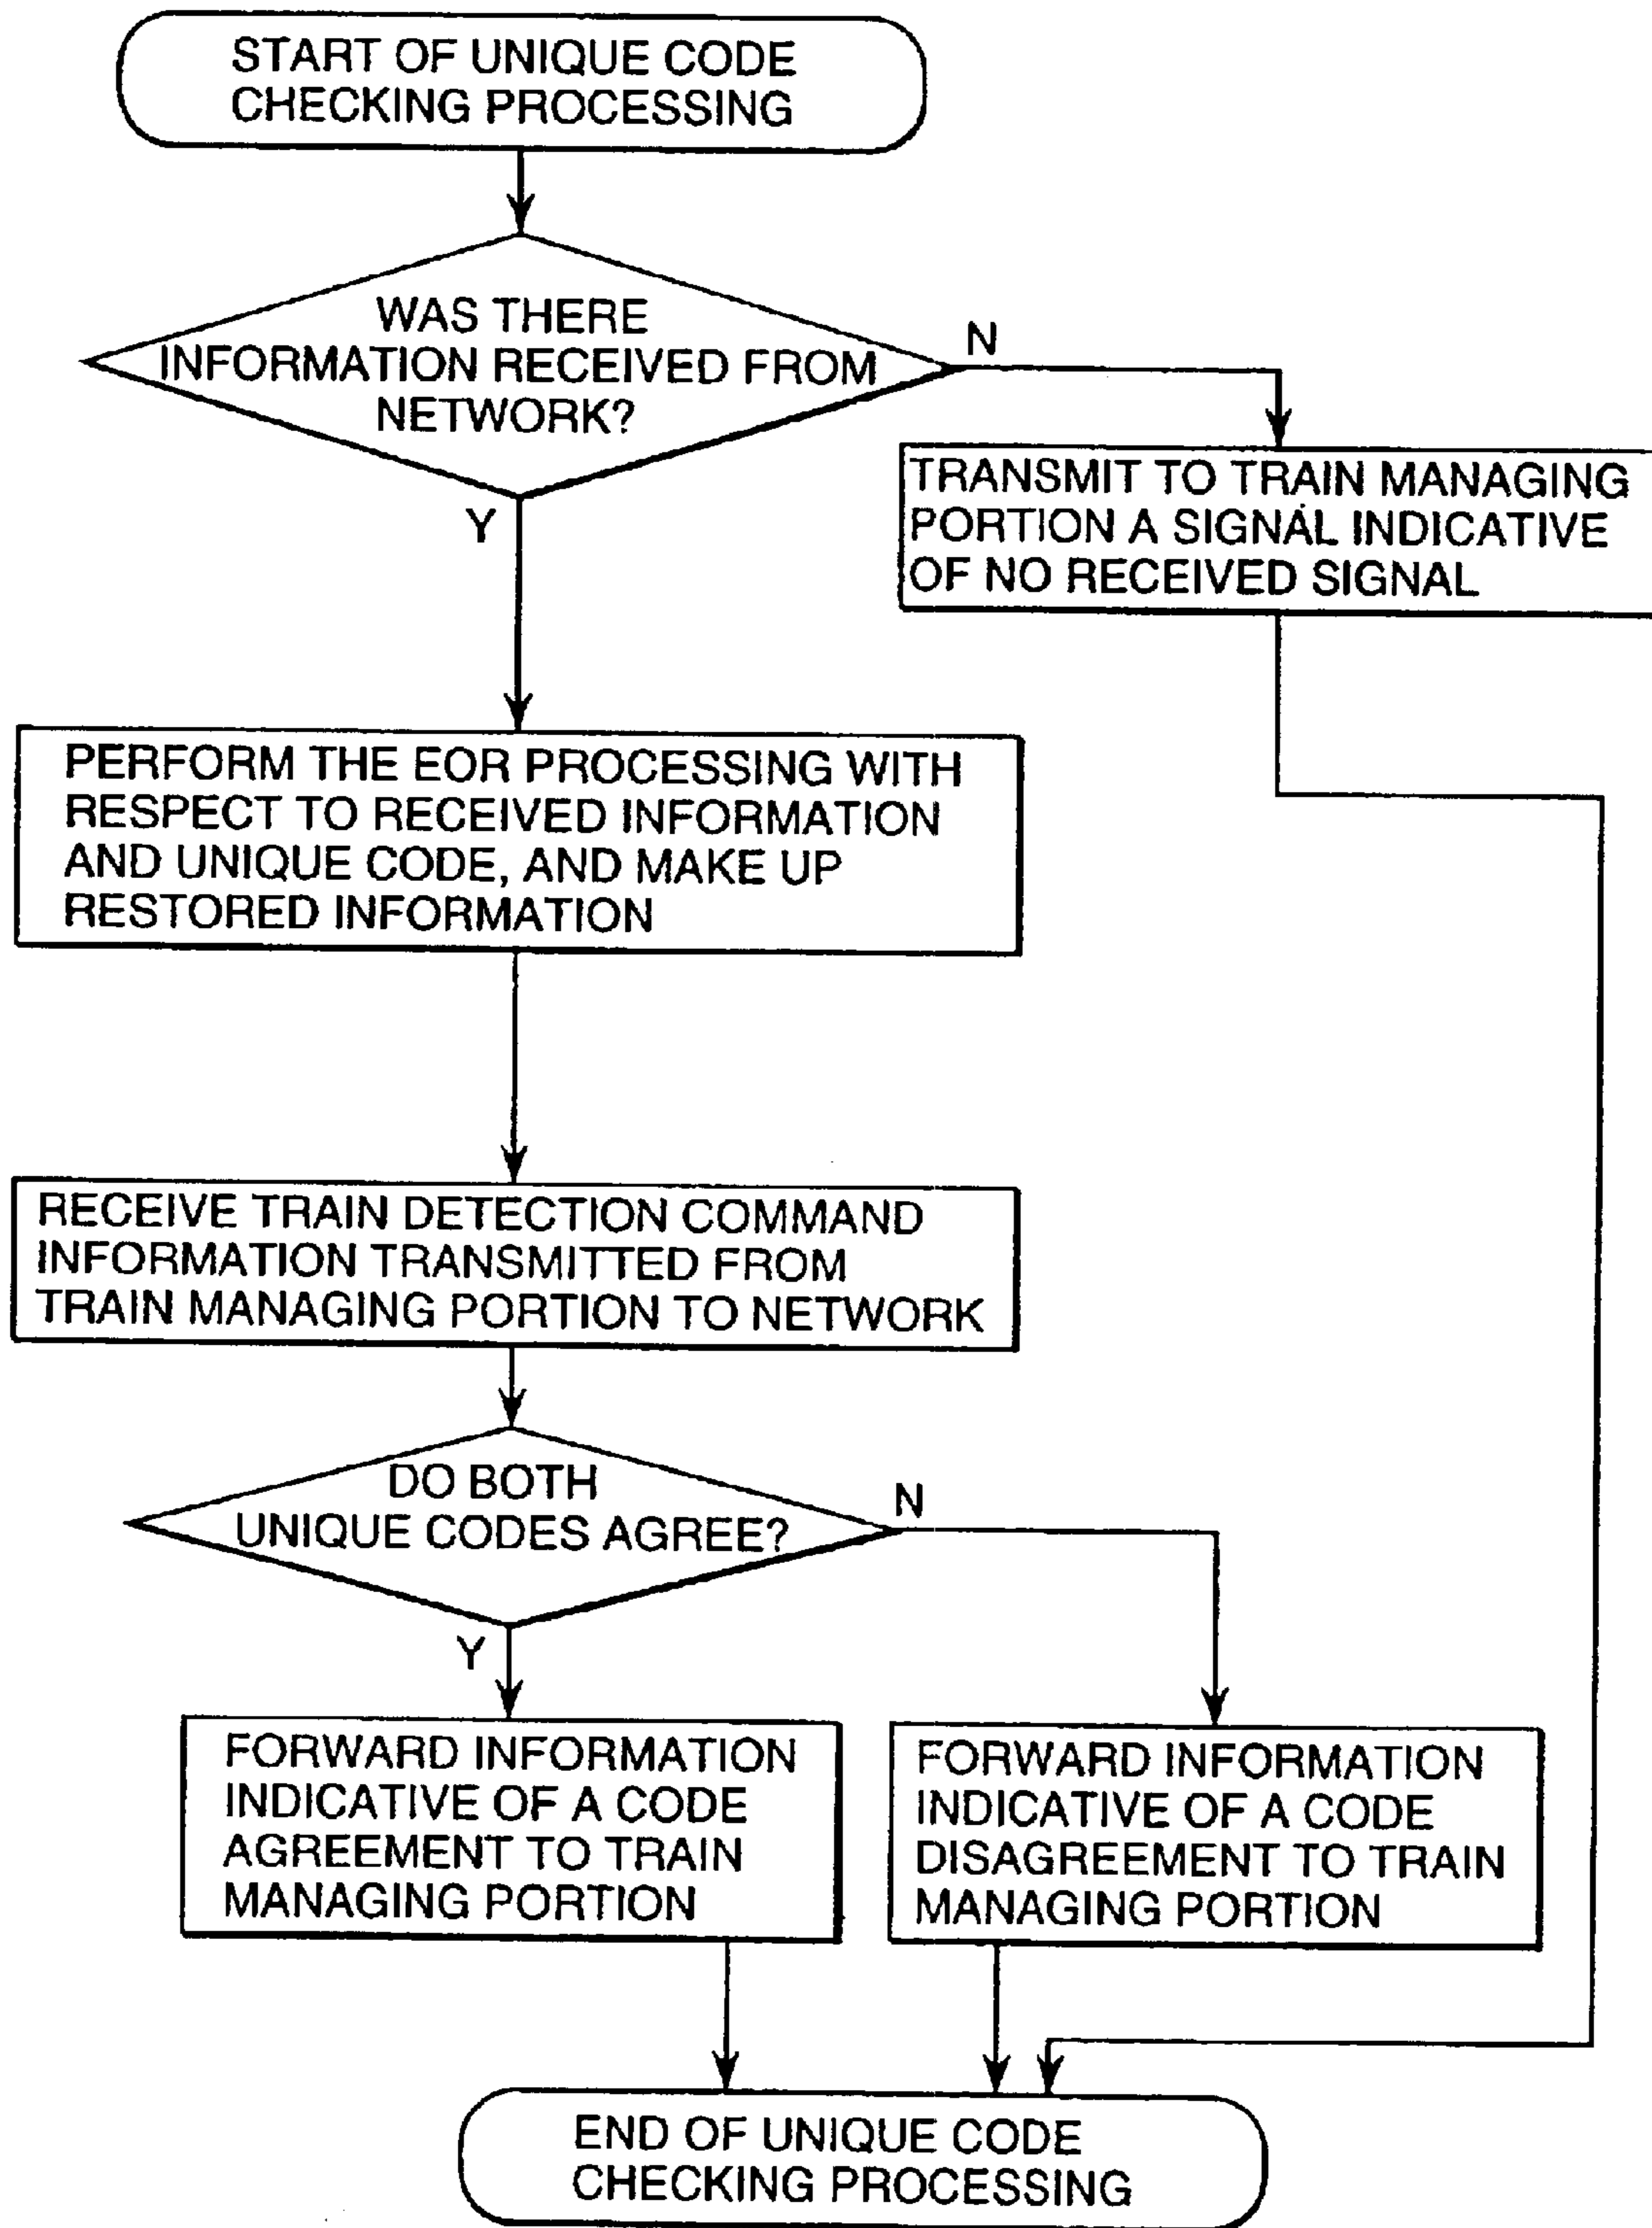 START OF UNIQUE CODE
CHECKING PROCESSING
WAS THERE
INFORMATION RECEIVED FROM
NETWORK?
N
Y
TRANSMIT TO TRAIN MANAGING
PORTION A SIGNAL INDICATIVE
OF NO RECEIVED SIGNAL
PERFORM THE EOR PROCESSING WITH
RESPECT TO RECEIVED INFORMATION
AND UNIQUE CODE, AND MAKE UP
RESTORED INFORMATION
RECEIVE TRAIN DETECTION COMMAND
INFORMATION TRANSMITTED FROM
TRAIN MANAGING PORTION TO NETWORK
DO BOTH
UNIQUE CODES AGREE?
N
Y
FORWARD INFORMATION
INDICATIVE OF A CODE
AGREEMENT TO TRAIN
MANAGING PORTION
FORWARD INFORMATION
INDICATIVE OF A CODE
DISAGREEMENT TO TRAIN
MANAGING PORTION
END OF UNIQUE CODE
CHECKING PROCESSING